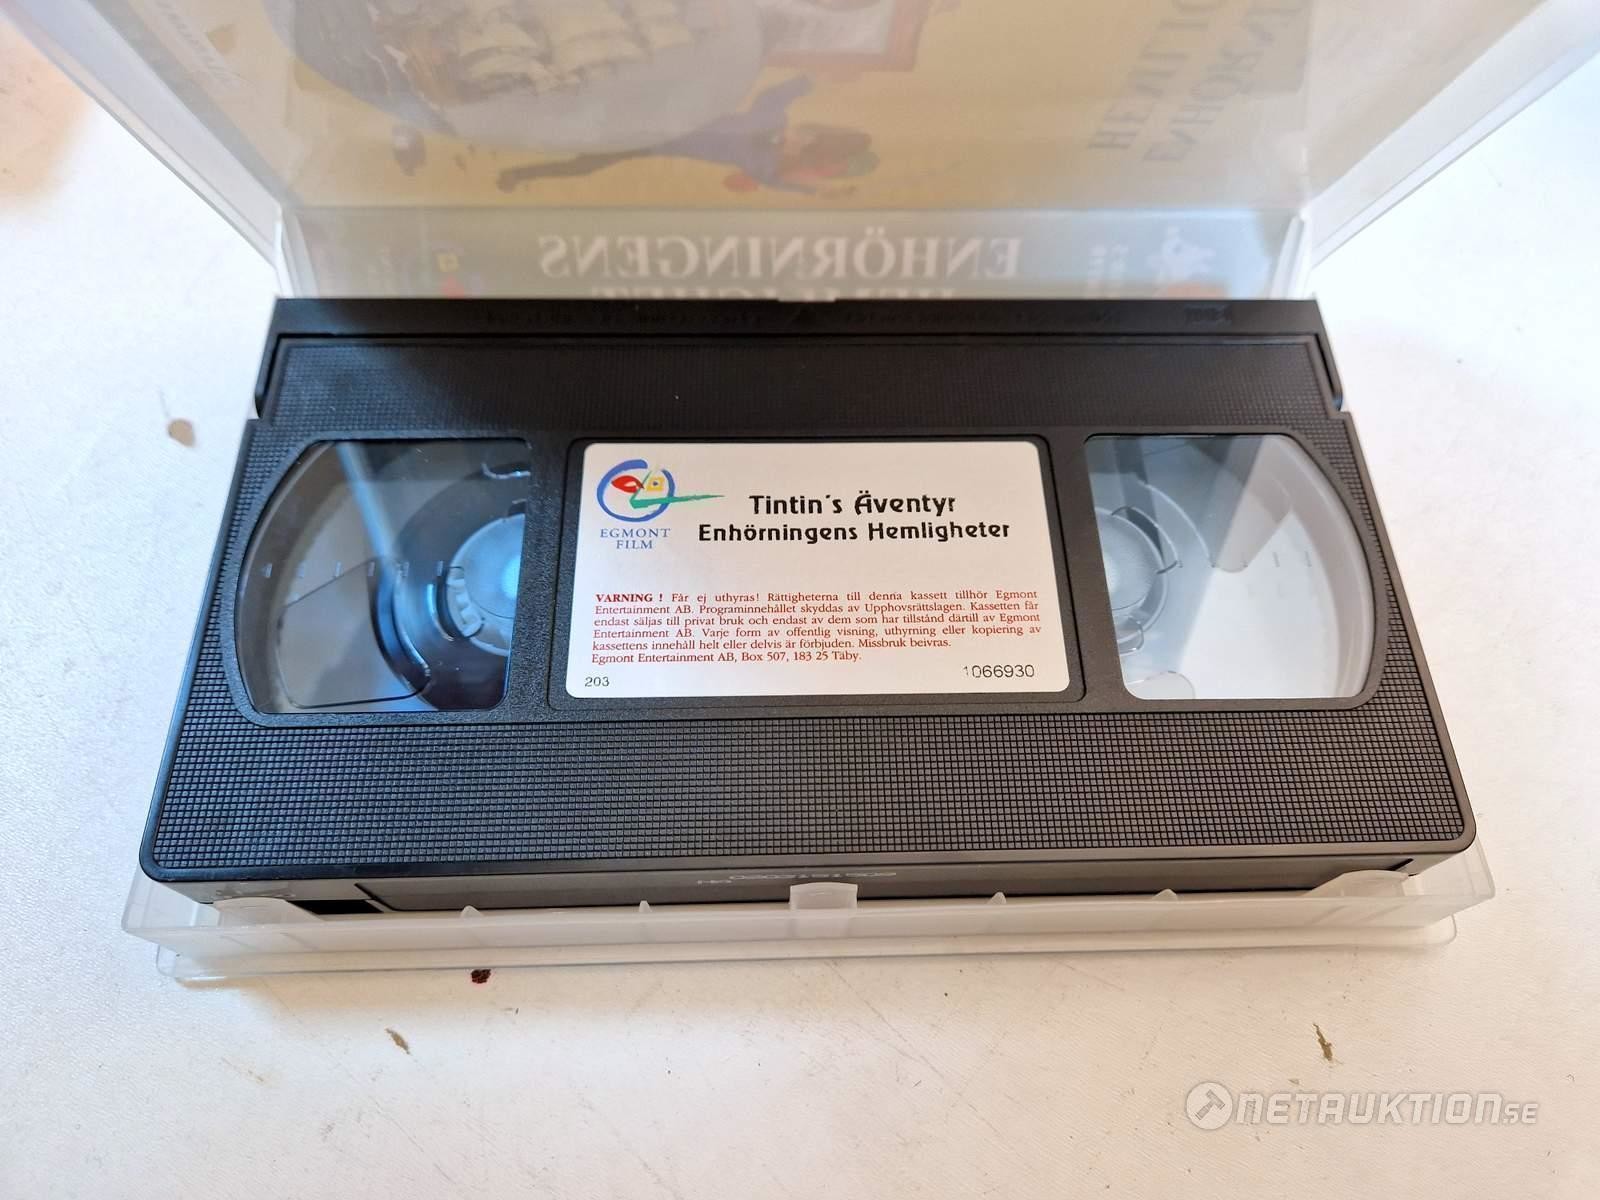 HEMLIG
ENHÖRNI
ENHÖRNINGENS
EGMONT
FILM
Tintin's Äventyr
Enhörningens Hemligheter
VARNING ! Får ej uthyras! Rättigheterna till denna kassett tillhör Egmont
Entertainment AB. Programinnehållet skyddas av Upphovsrättslagen. Kassetten får
endast säljas till privat bruk och endast av dem som har tillstånd därtill av Egmont
Entertainment AB. Varje form av offentlig visning, uthyrning eller kopiering av
kassettens innehåll helt eller delvis är förbjuden. Missbruk beivras.
Egmont Entertainment AB, Box 507, 183 25 Täby.
203
1066930
NETAUKTION.SE